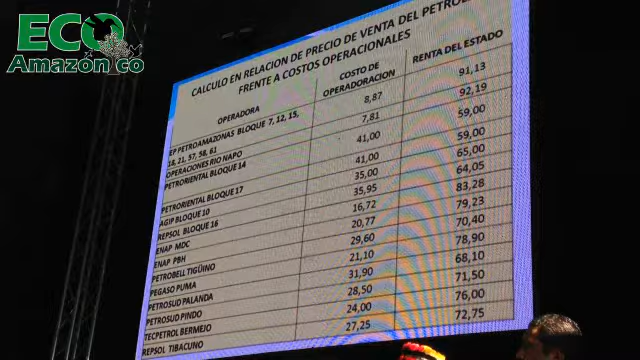 ECO
Amazón co
CALCULO EN RELACION DE PRECIO DE VENTA DEL
FRENTE A COSTOS OPERACIONALES
OPERADORA COSTO DE OPERADORACION RENTA DEL ESTADO
EP PETROAMAZONAS BLOQUE 7, 12, 15, 18, 21, 57, 58, 61 8,87 91,13
OPERACIONES RIO NAPO 7,81 92,19
PETRORIENTAL BLOQUE 14 41,00 59,00
PETRORIENTAL BLOQUE 17 41,00 59,00
AGIP BLOQUE 10 35,00 65,00
REPSOL BLOQUE 16 35,95 64,05
ENAP MDC 16,72 83,28
ENAP PBH 20,77 79,23
PETROBELL TIGÜINO 29,60 70,40
PEGASO PUMA 21,10 78,90
PETROSUD PALANDA 31,90 68,10
PETROSUD PINDO 28,50 71,50
TECPETROL BERMEJO 24,00 76,00
REPSOL TIBACUNO 27,25 72,75